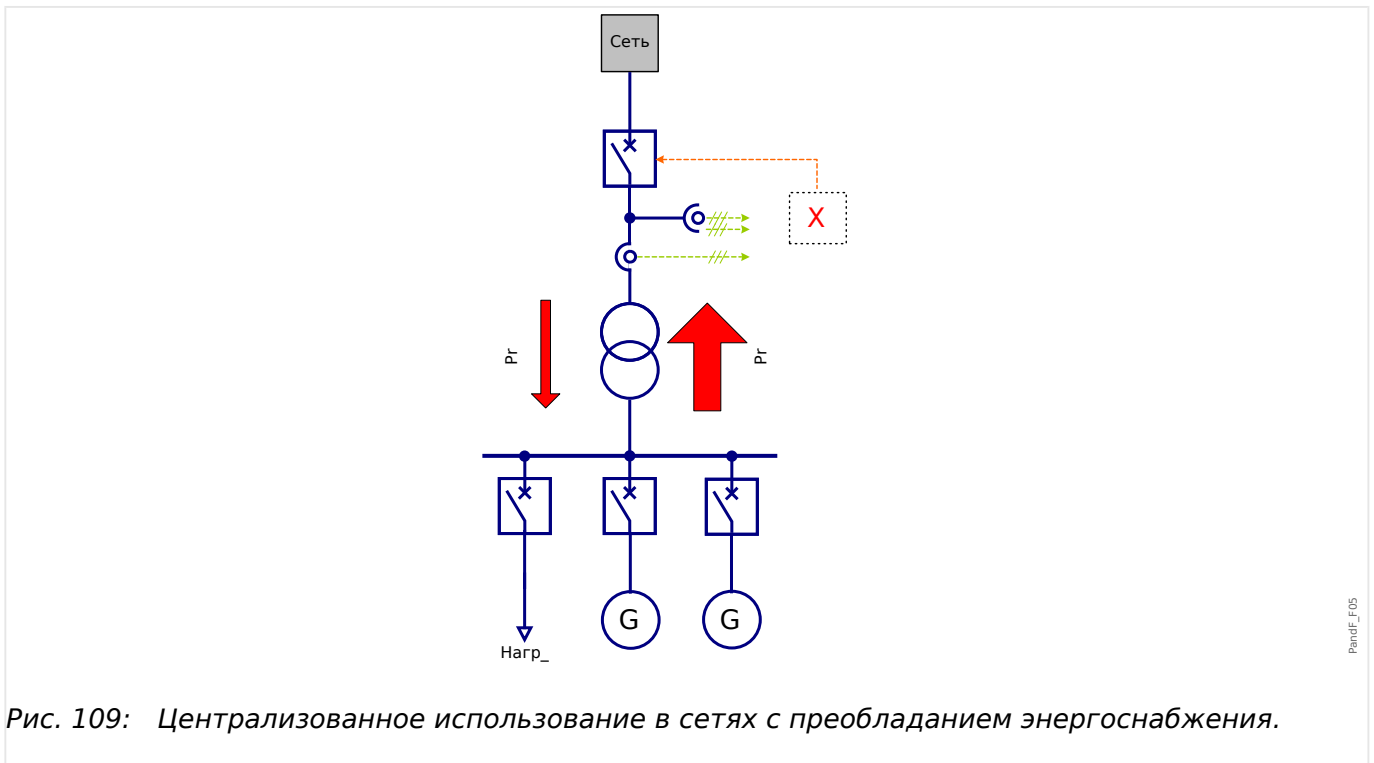 Сеть
X
Pr
Pr
G
G
Нагр_
PandF_F05
Рис. 109: Централизованное использование в сетях с преобладанием энергоснабжения.